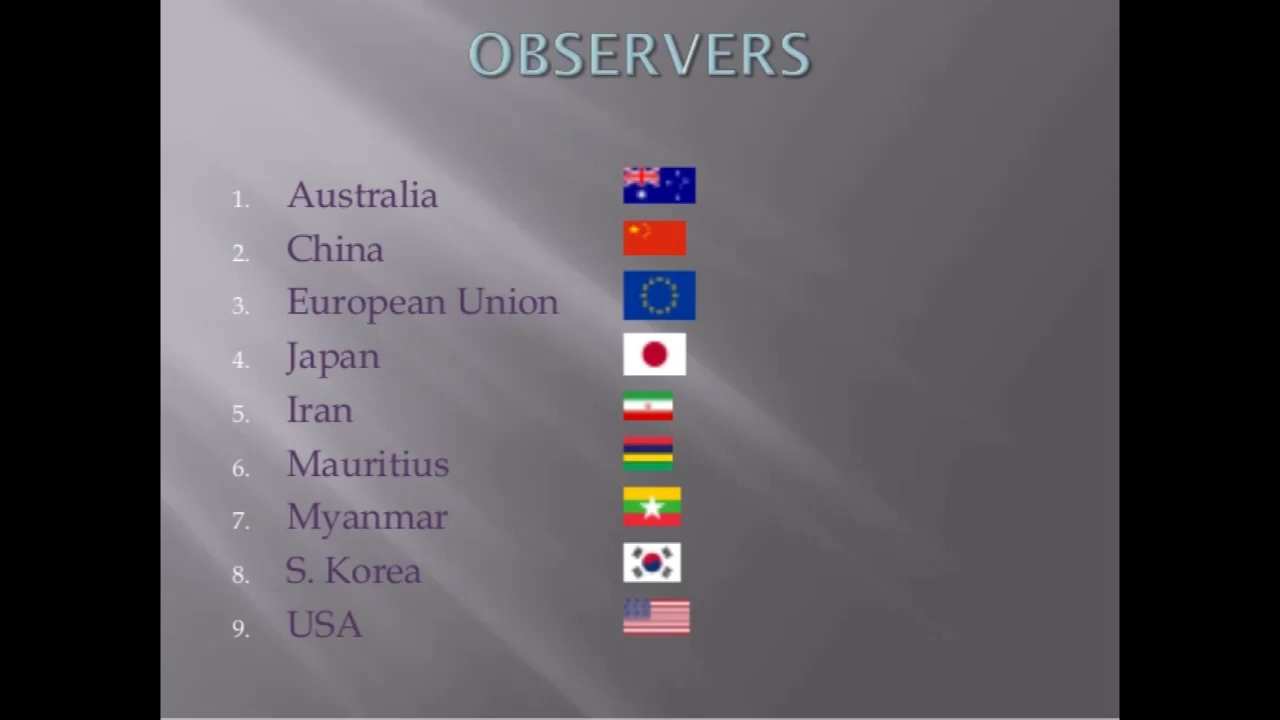 OBSERVERS
1. Australia
2. China
3. European Union
4. Japan
5. Iran
6. Mauritius
7. Myanmar
8. S. Korea
9. USA